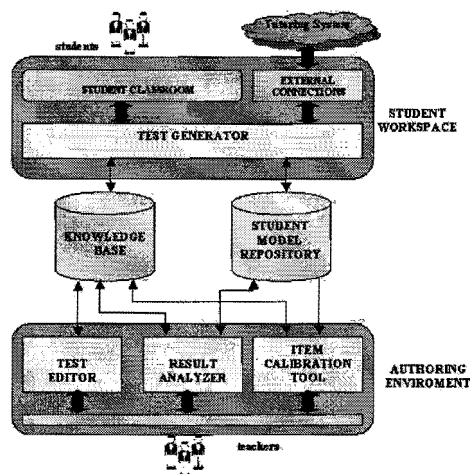 students
Tutoring System
STUDENT CLASSROOM
EXTERNAL
CONNECTIONS
TEST GENERATOR
STUDENT
WORKSPACE
KNOWLEDGE
BASE
STUDENT
MODEL
REPOSITORY
TEST
EDITOR
RESULT
ANALYZER
ITEM
CALIBRATION
TOOL
AUTHORING
ENVIROMENT
teachers